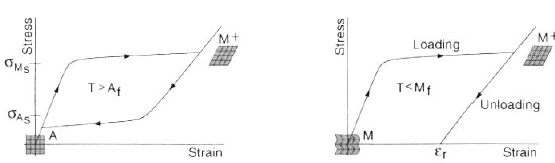 Stress
M+
σMs
T>Af
σAs
A
Strain
Stress
M+
Loading
T<Mf
Unloading
M
εr
Strain